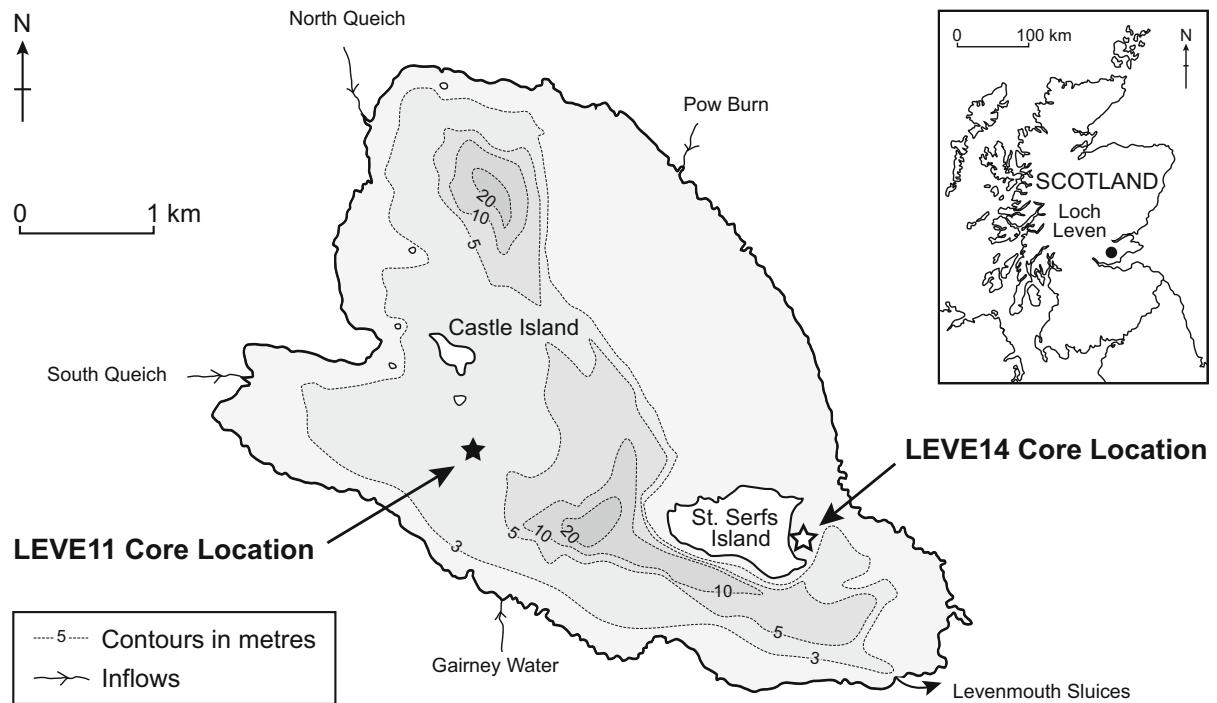 North Queich
N
Pow Burn
0 1 km
20
10
5
Castle Island
South Queich
LEVE14 Core Location
St. Serfs
Island
5
10
20
LEVE11 Core Location
3
10
5
3
Gairney Water
Levenmouth Sluices
5 Contours in metres
Inflows
0 100 km
N
SCOTLAND
Loch
Leven